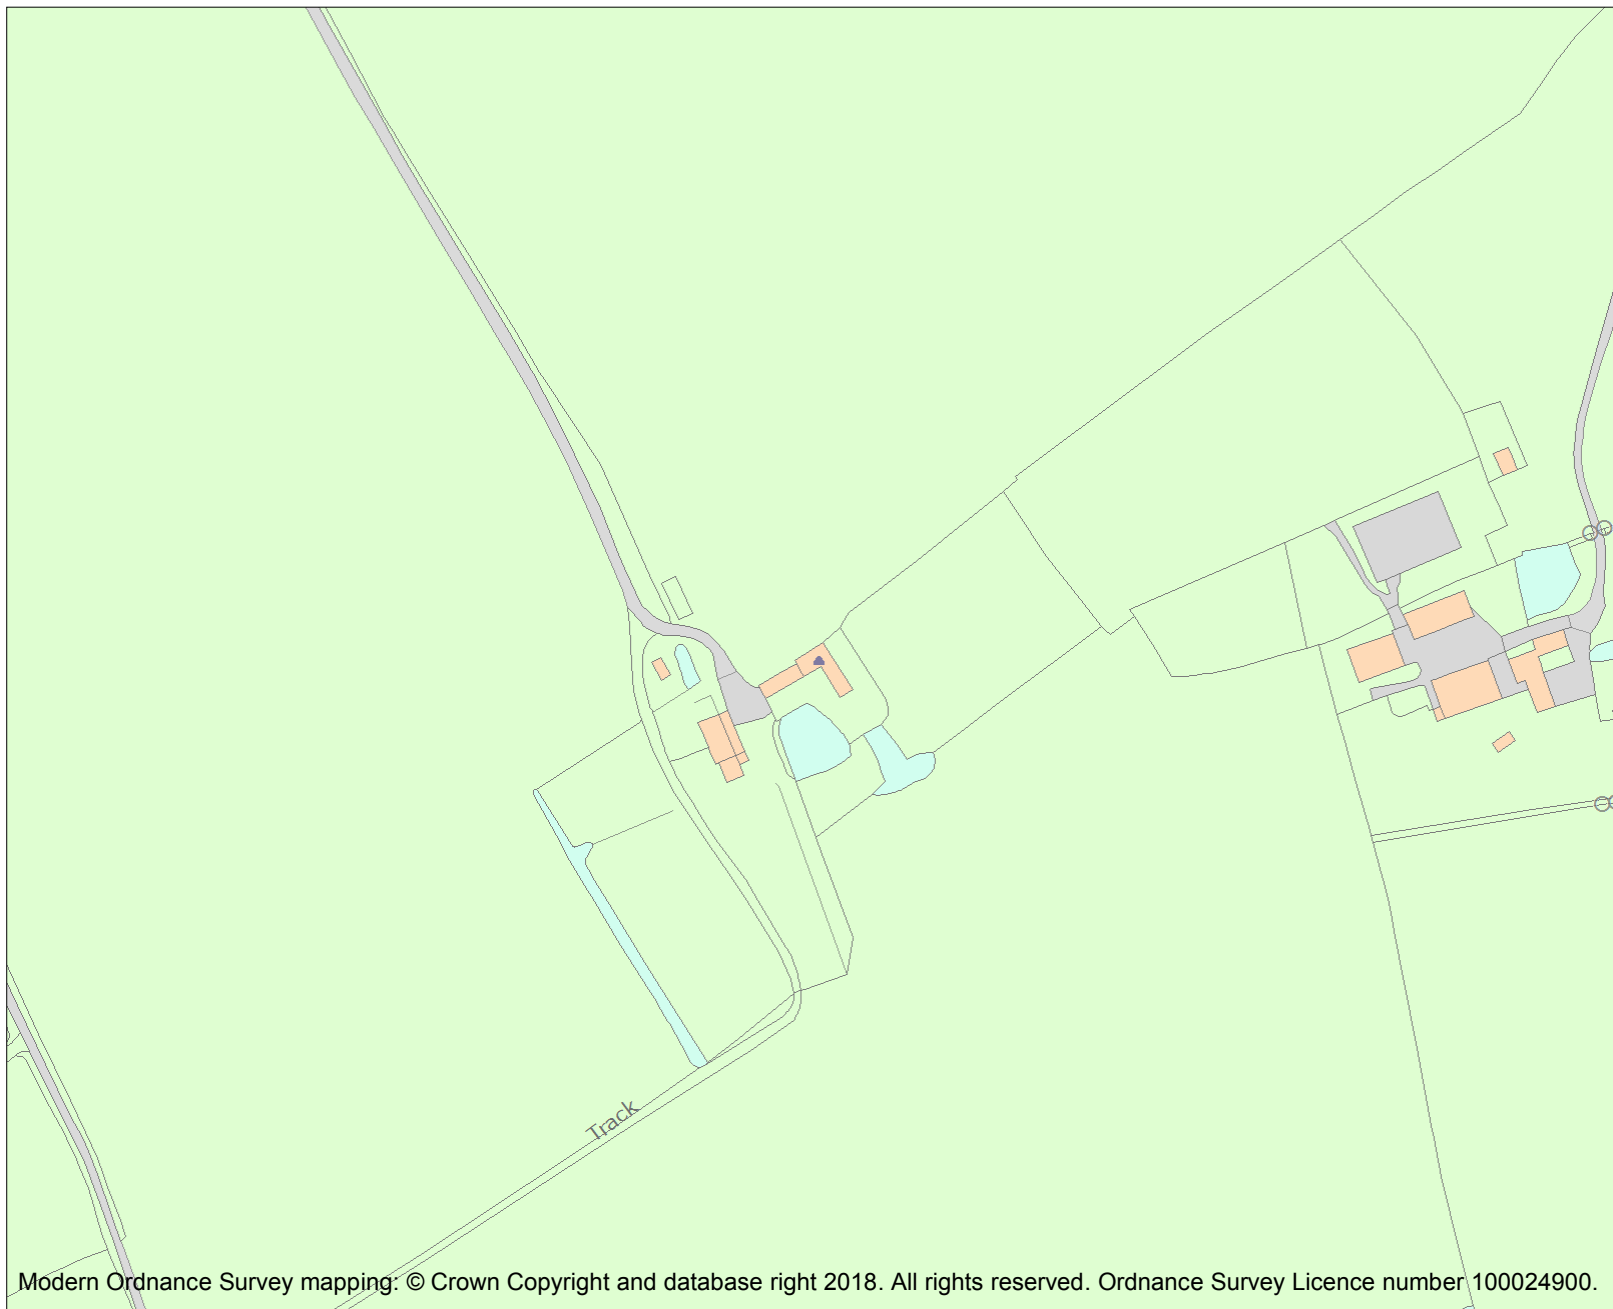 Track
Modern Ordnance Survey mapping: © Crown Copyright and database right 2018. All rights reserved. Ordnance Survey Licence number 100024900.